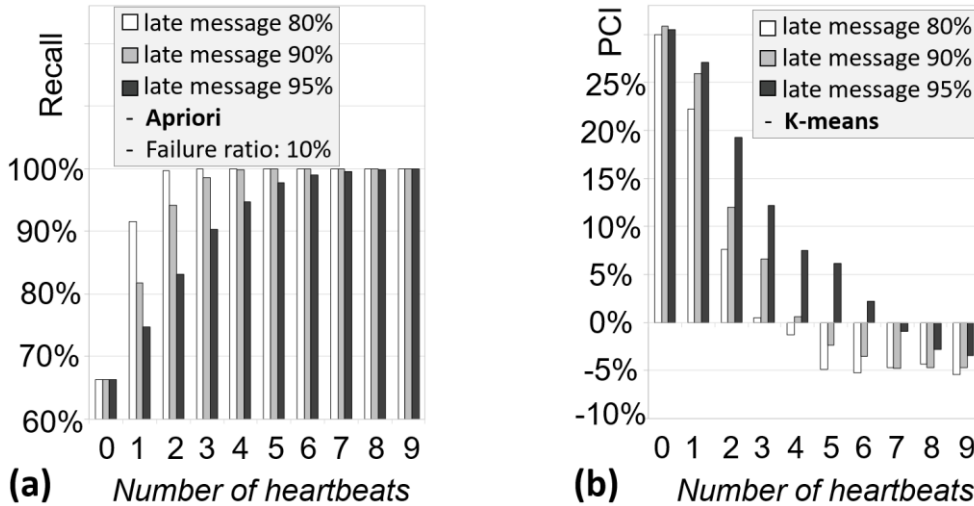 Recall
late message 80%
late message 90%
late message 95%
- Apriori
- Failure ratio: 10%
100%
90%
80%
70%
60%
0 1 2 3 4 5 6 7 8 9
(a) Number of heartbeats
PCI
late message 80%
late message 90%
late message 95%
- K-means
25%
20%
15%
10%
5%
0%
-5%
-10%
0 1 2 3 4 5 6 7 8 9
(b) Number of heartbeats